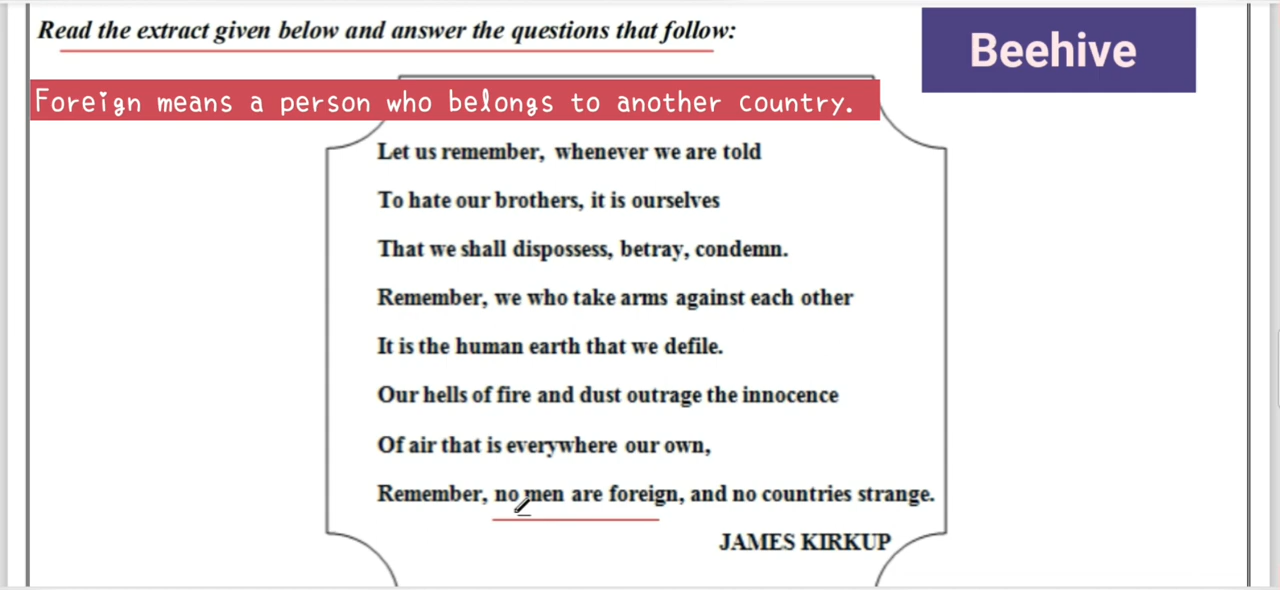 Read the extract given below and answer the questions that follow:
Beehive
Foreign means a person who belongs to another country.
Let us remember, whenever we are told
To hate our brothers, it is ourselves
That we shall dispossess, betray, condemn.
Remember, we who take arms against each other
It is the human earth that we defile.
Our hells of fire and dust outrage the innocence
Of air that is everywhere our own,
Remember, no men are foreign, and no countries strange.
JAMES KIRKUP